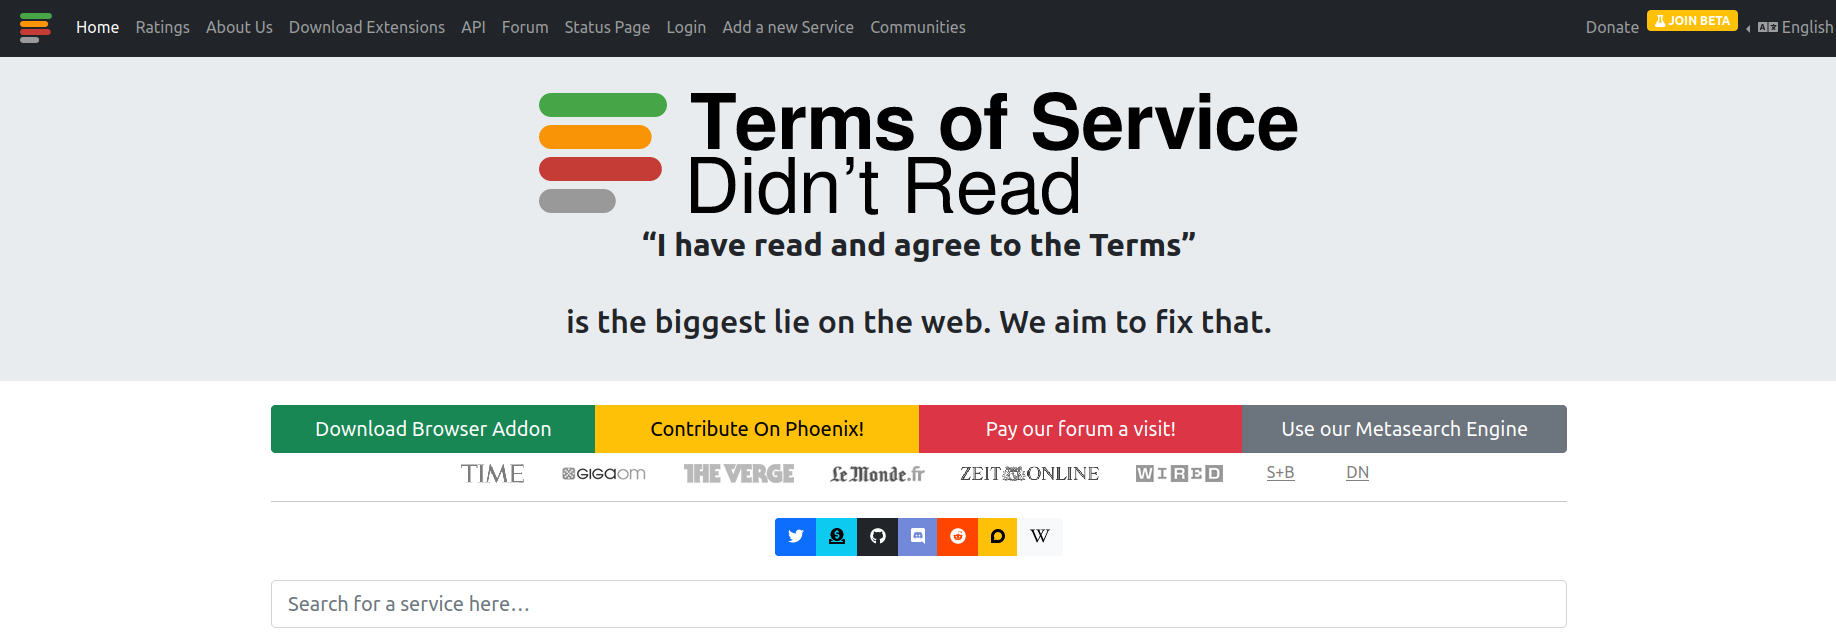 Home Ratings About Us Download Extensions API Forum Status Page Login Add a new Service Communities Donate JOIN BETA English
Terms of Service
Didn’t Read
“I have read and agree to the Terms”
is the biggest lie on the web. We aim to fix that.
Download Browser Addon Contribute On Phoenix! Pay our forum a visit! Use our Metasearch Engine
TIME GIGAOM THE VERGE Le Monde.fr ZEIT ONLINE WIRED S+B DN
W
Search for a service here...